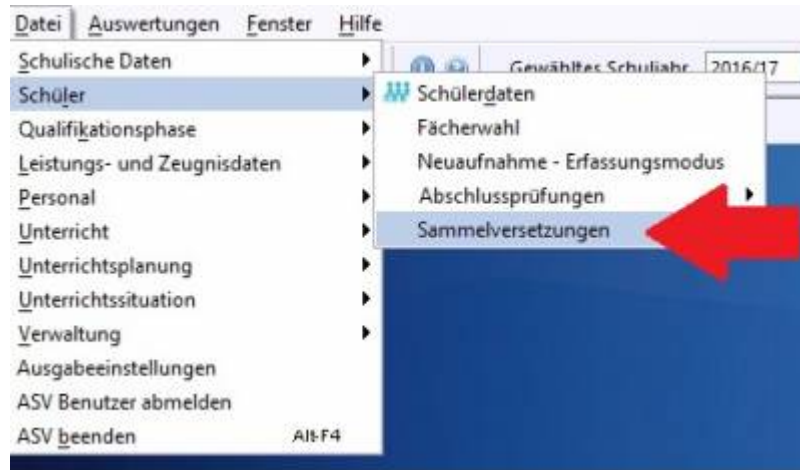 Datei Auswertungen Fenster Hilfe
Schulische Daten
Gewähltes Schuljahr 2016/17
Schüler
Schülerdaten
Qualifikationsphase
Fächerwahl
Leistungs- und Zeugnisdaten
Neuaufnahme - Erfassungsmodus
Personal
Abschlussprüfungen
Unterricht
Sammelversetzungen
Unterrichtsplanung
Unterrichtssituation
Verwaltung
Ausgabeeinstellungen
ASV Benutzer abmelden
ASV beenden Alt-F4